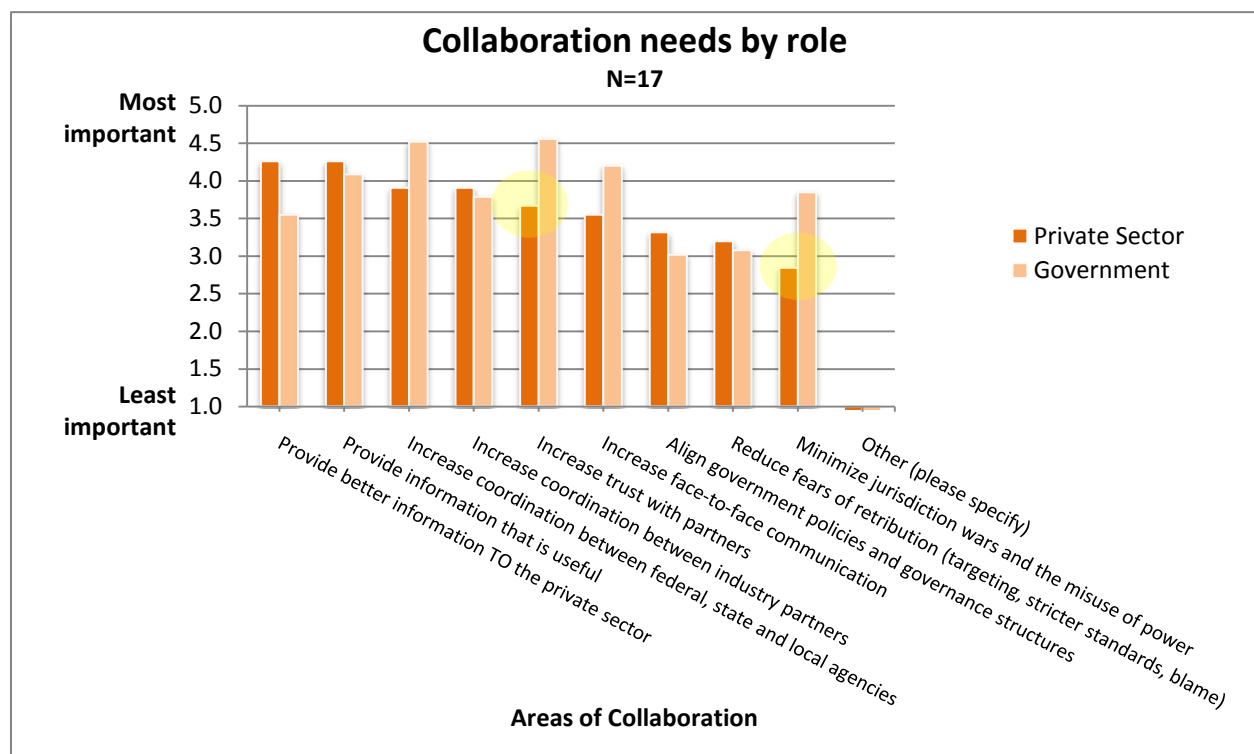 Collaboration needs by role
N=17
Most
important
5.0
4.5
4.0
3.5
3.0
2.5
2.0
1.5
1.0
Least
important
Private Sector
Government
Provide better information TO the private sector
Provide information that is useful
Increase coordination between federal, state and local agencies
Increase coordination between industry partners
Increase trust with partners
Increase face-to-face communication
Align government policies and governance structures
Reduce fears of retribution (targeting, stricter standards, blame)
Minimize jurisdiction wars and the misuse of power
Other (please specify)
Areas of Collaboration